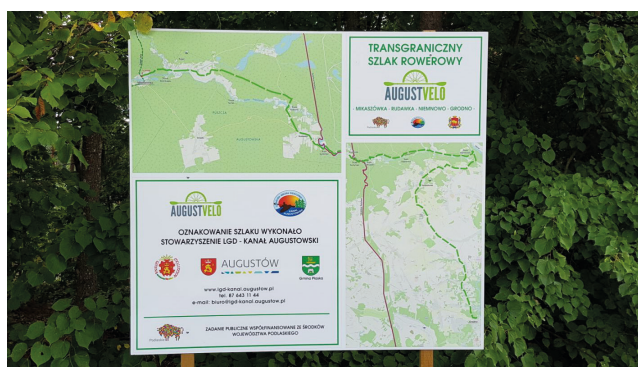 TRANSGRANICZNY
SZLAK ROWEROWY
AUGUSTVELO
- MIKASZÓWKA - RUDAWKA - NIEMNOWO - GRODNO -
AUGUSTVELO
OZNAKOWANIE SZLAKU WYKONAŁO
STOWARZYSZENIE LGD - KANAŁ AUGUSTOWSKI
AUGUSTÓW
Gmina Płaska
www.lgd-kanal.augustow.pl
tel. 87 643 11 44
e-mail: biuro@lgd-kanal.augustow.pl
ZADANIE PUBLICZNE WSPÓŁFINANSOWANE ZE ŚRODKÓW
WOJEWÓDZTWA PODLASKIEGO